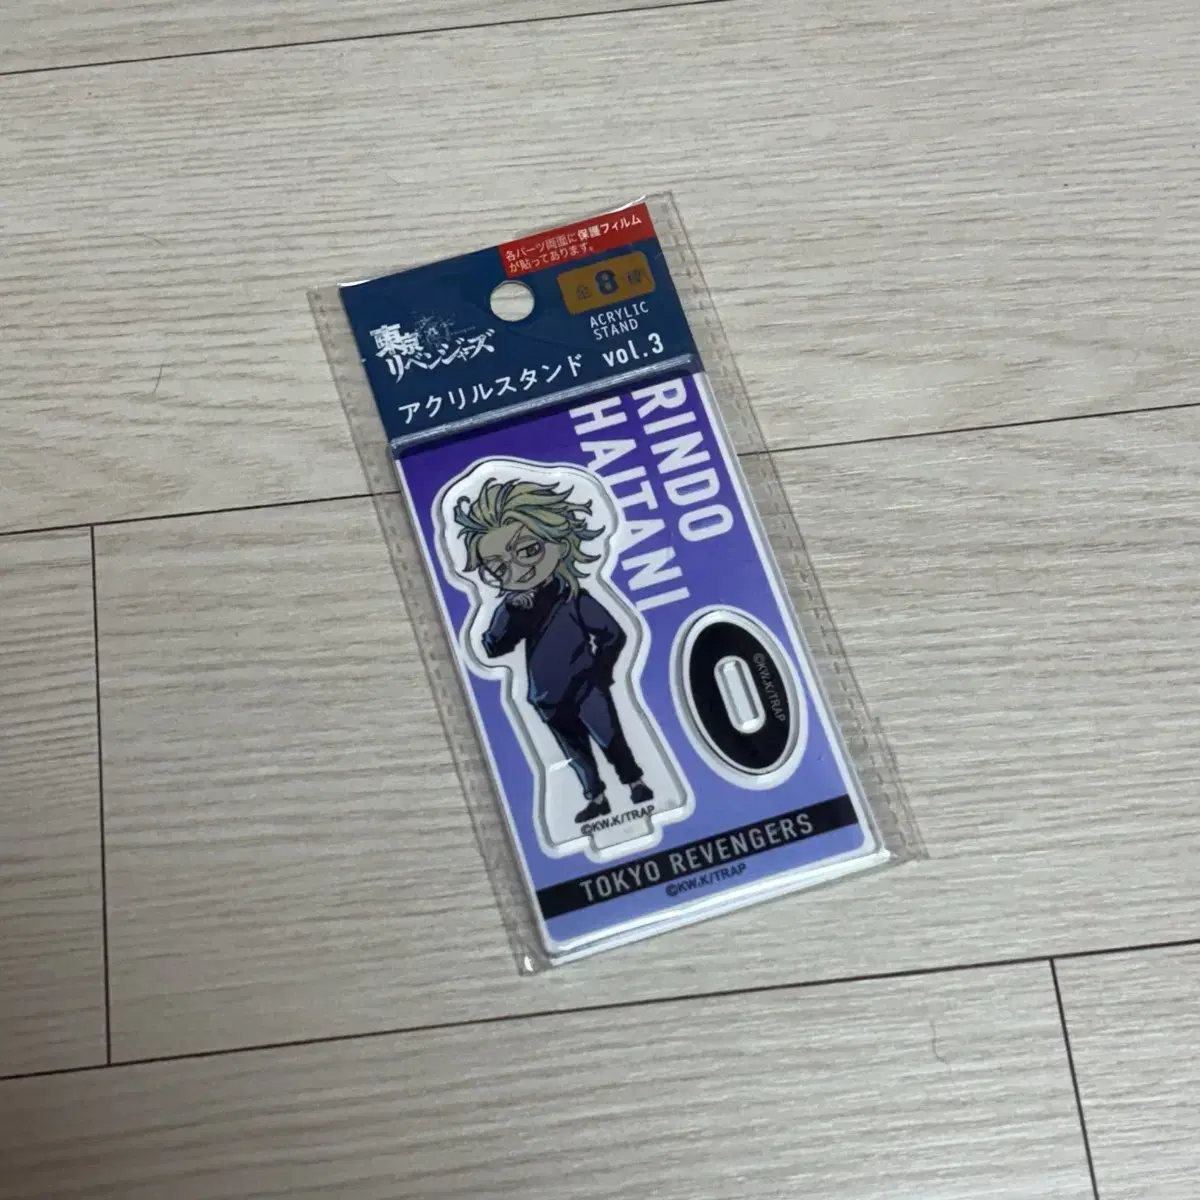 各パーツ両面に保護フィルム
が貼ってあります。
全8種
ACRYLIC
STAND
東京
リベンジャーズ
アクリルスタンド vol.3
RINDO
HAITANI
©KW.K/TRAP
©KW.K/TRAP
TOKYO REVENGERS
©KW.K/TRAP